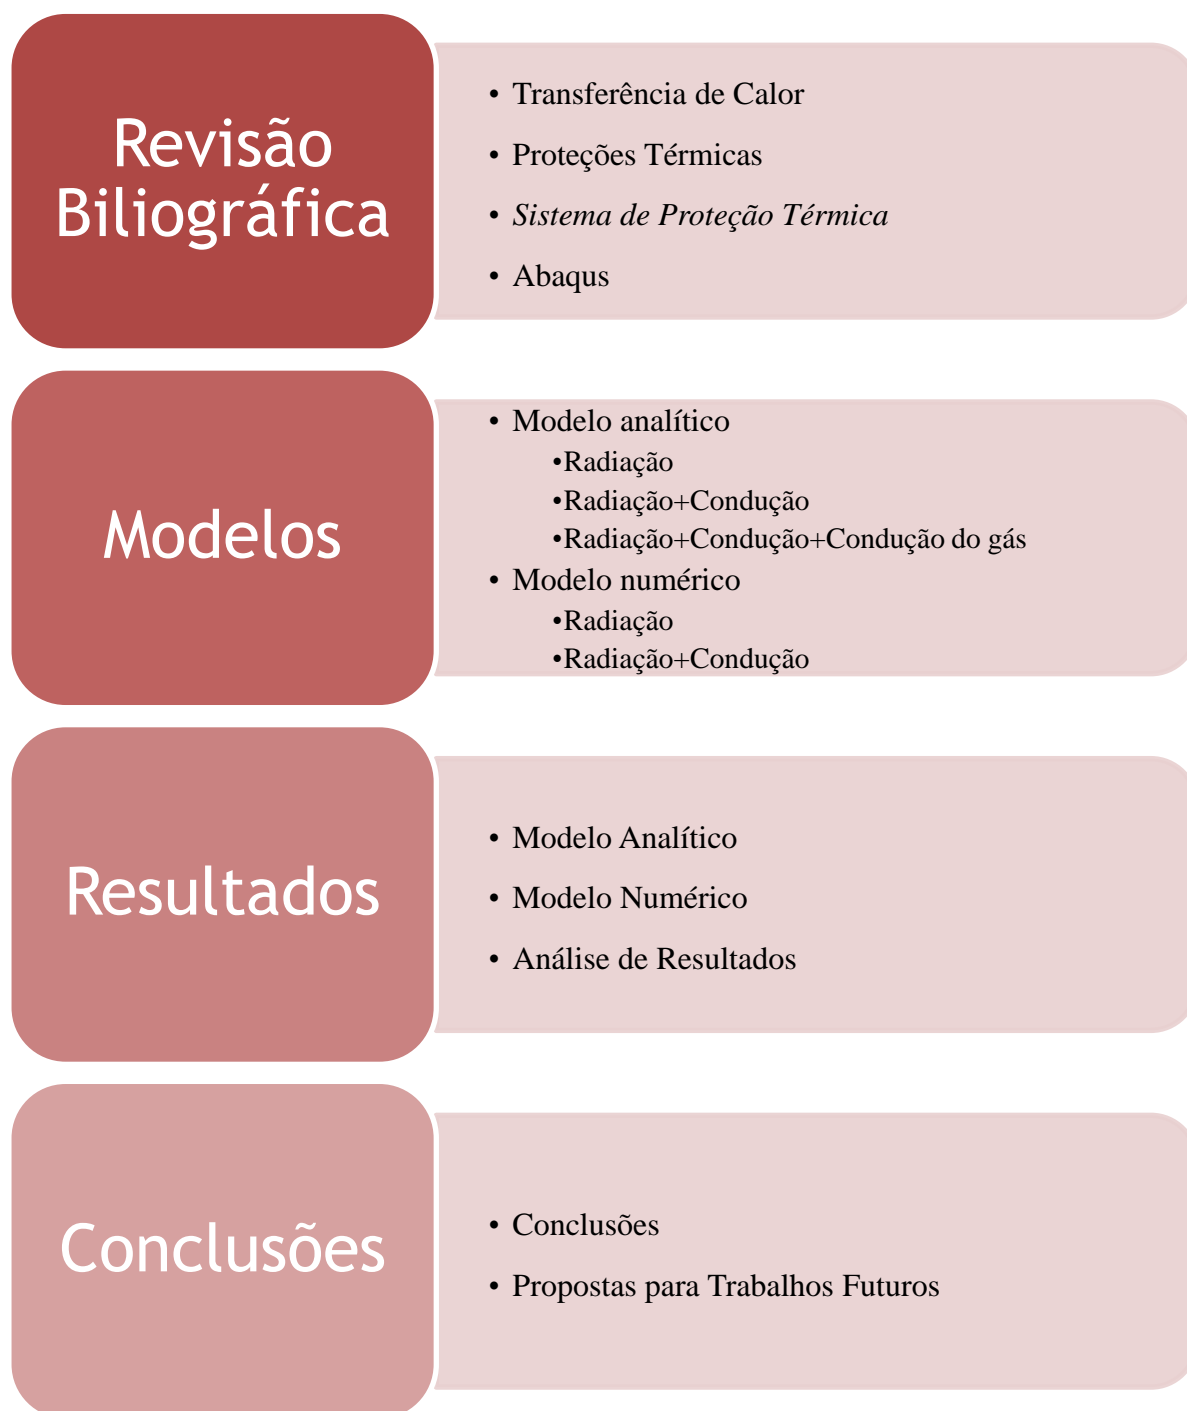 Revisão
Biliográfica
• Transferência de Calor
• Proteções Térmicas
• Sistema de Proteção Térmica
• Abaqus
Modelos
• Modelo analítico
•Radiação
•Radiação+Condução
•Radiação+Condução+Condução do gás
• Modelo numérico
•Radiação
•Radiação+Condução
Resultados
• Modelo Analítico
• Modelo Numérico
• Análise de Resultados
Conclusões
• Conclusões
• Propostas para Trabalhos Futuros